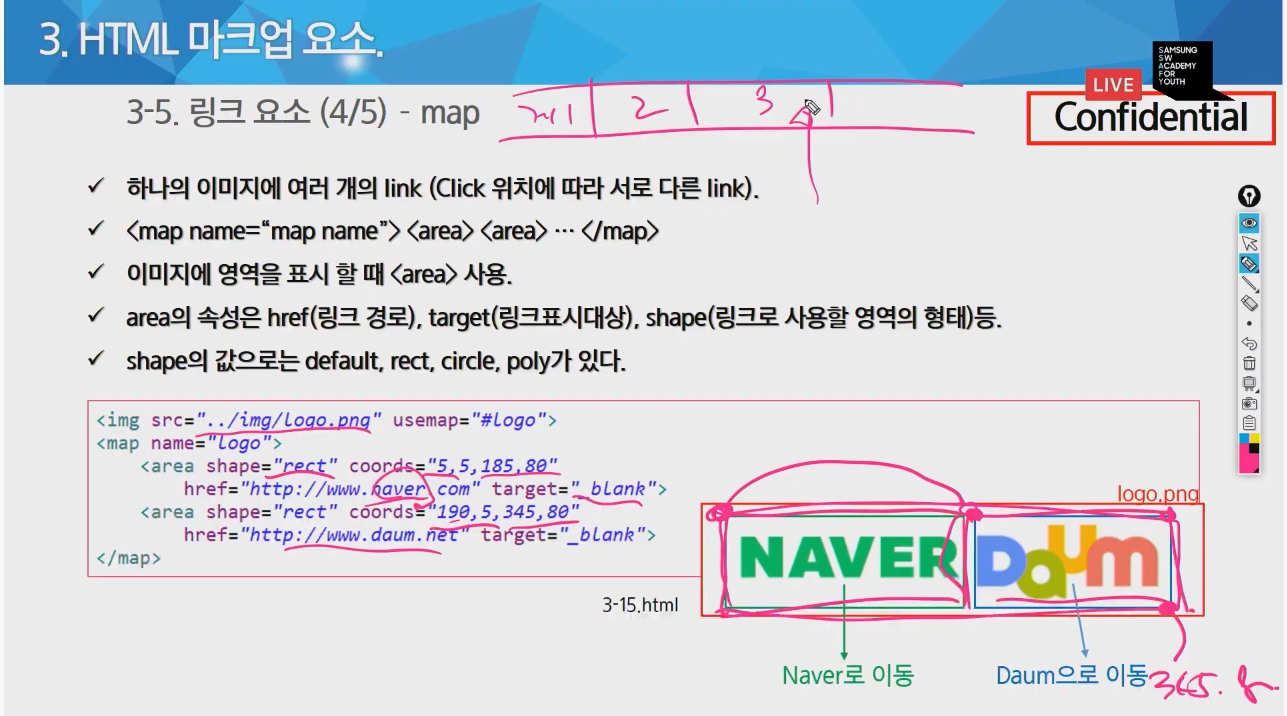 3. HTML 마크업 요소.
SAMSUNG
SW
ACADEMY
FOR
YOUTH
LIVE
Confidential
3-5. 링크 요소 (4/5) - map
2 3
✓ 하나의 이미지에 여러 개의 link (Click 위치에 따라 서로 다른 link).
✓ <map name=“map name”> <area> <area> … </map>
✓ 이미지에 영역을 표시 할 때 <area> 사용.
✓ area의 속성은 href(링크 경로), target(링크표시대상), shape(링크로 사용할 영역의 형태)등.
✓ shape의 값으로는 default, rect, circle, poly가 있다.
<img src="../img/logo.png" usemap="#logo">
<map name="logo">
<area shape="rect" coords="5,5,185,80"
href="http://www.naver.com" target="_blank">
<area shape="rect" coords="190,5,345,80"
href="http://www.daum.net" target="_blank">
</map>
logo.png
NAVER Daum
3-15.html
Naver로 이동
Daum으로 이동